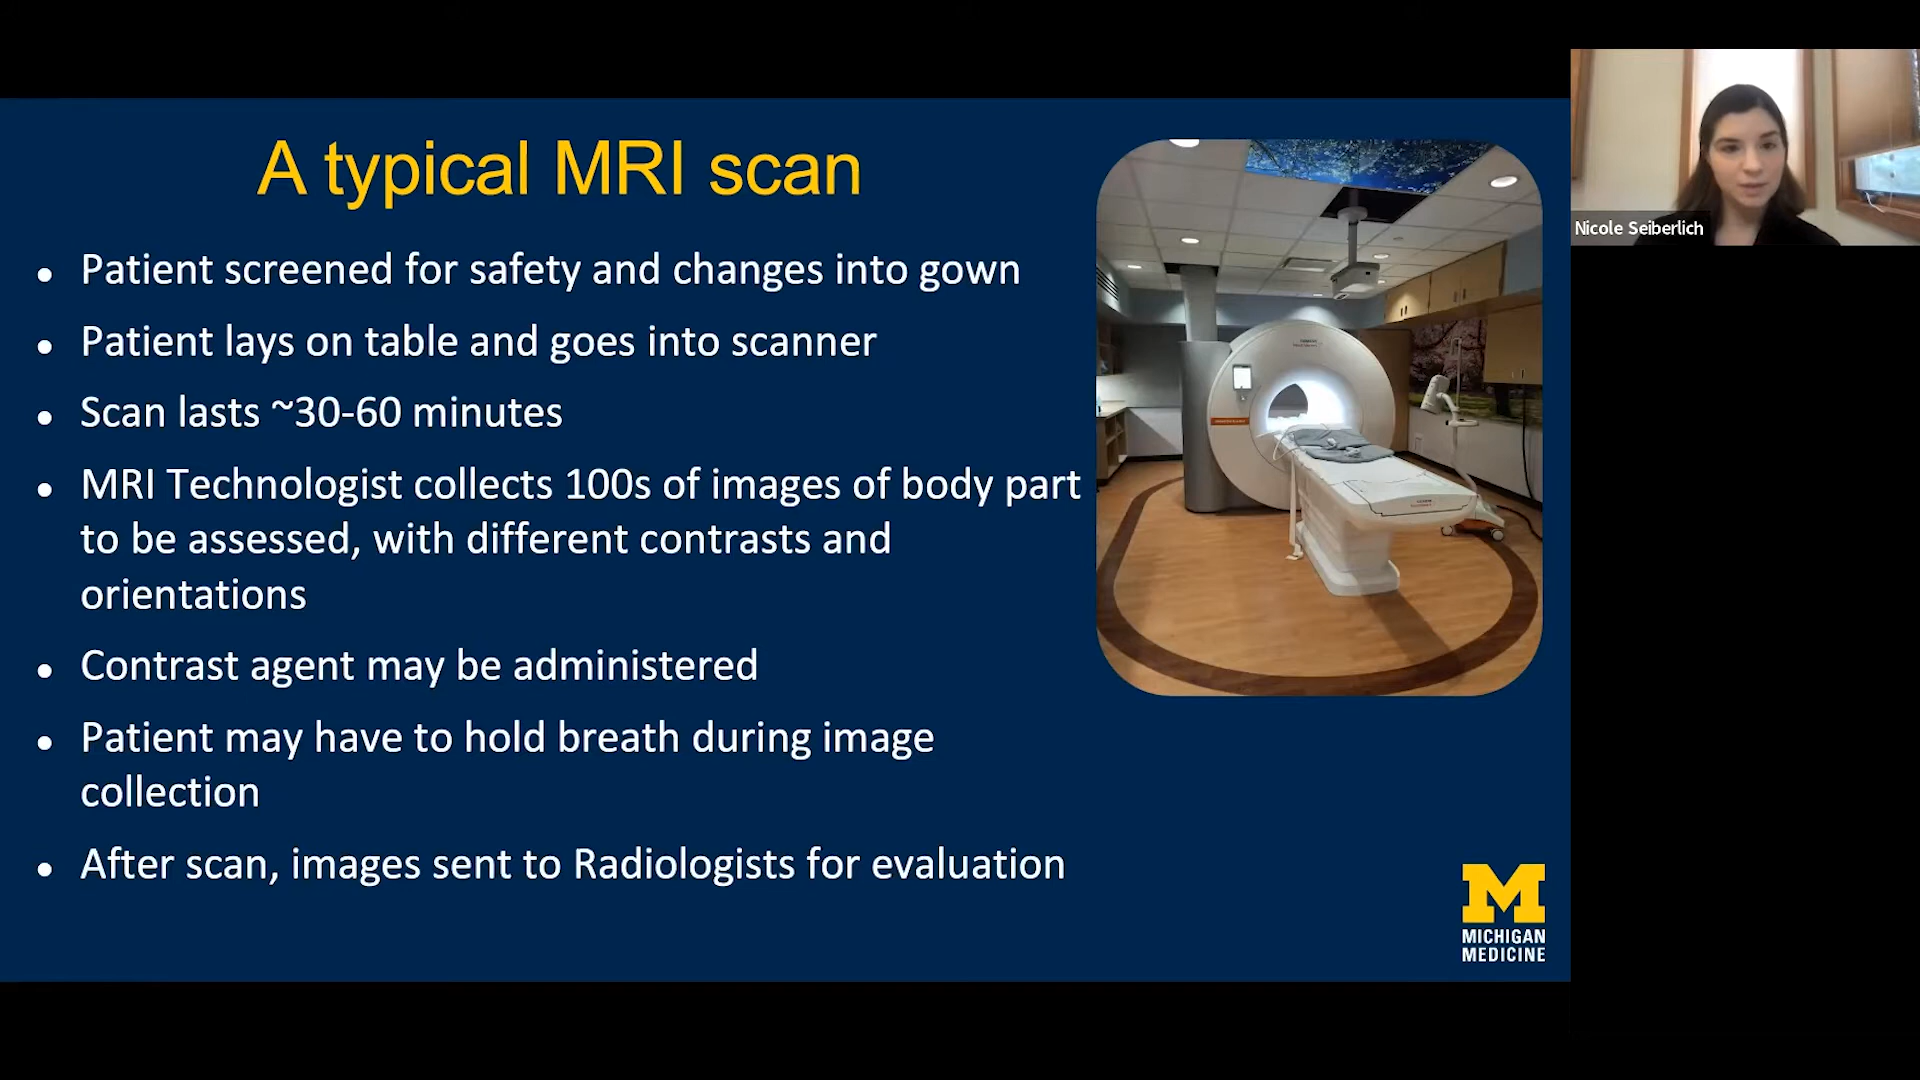 A typical MRI scan
• Patient screened for safety and changes into gown
• Patient lays on table and goes into scanner
• Scan lasts ~30-60 minutes
• MRI Technologist collects 100s of images of body part
to be assessed, with different contrasts and
orientations
• Contrast agent may be administered
• Patient may have to hold breath during image
collection
• After scan, images sent to Radiologists for evaluation
MICHIGAN
MEDICINE
Nicole Seiberlich